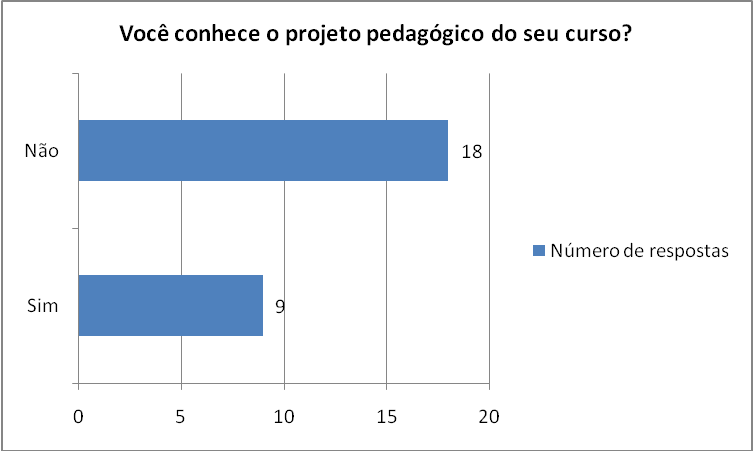 Você conhece o projeto pedagógico do seu curso?
Não
18
Número de respostas
Sim
9
0 5 10 15 20